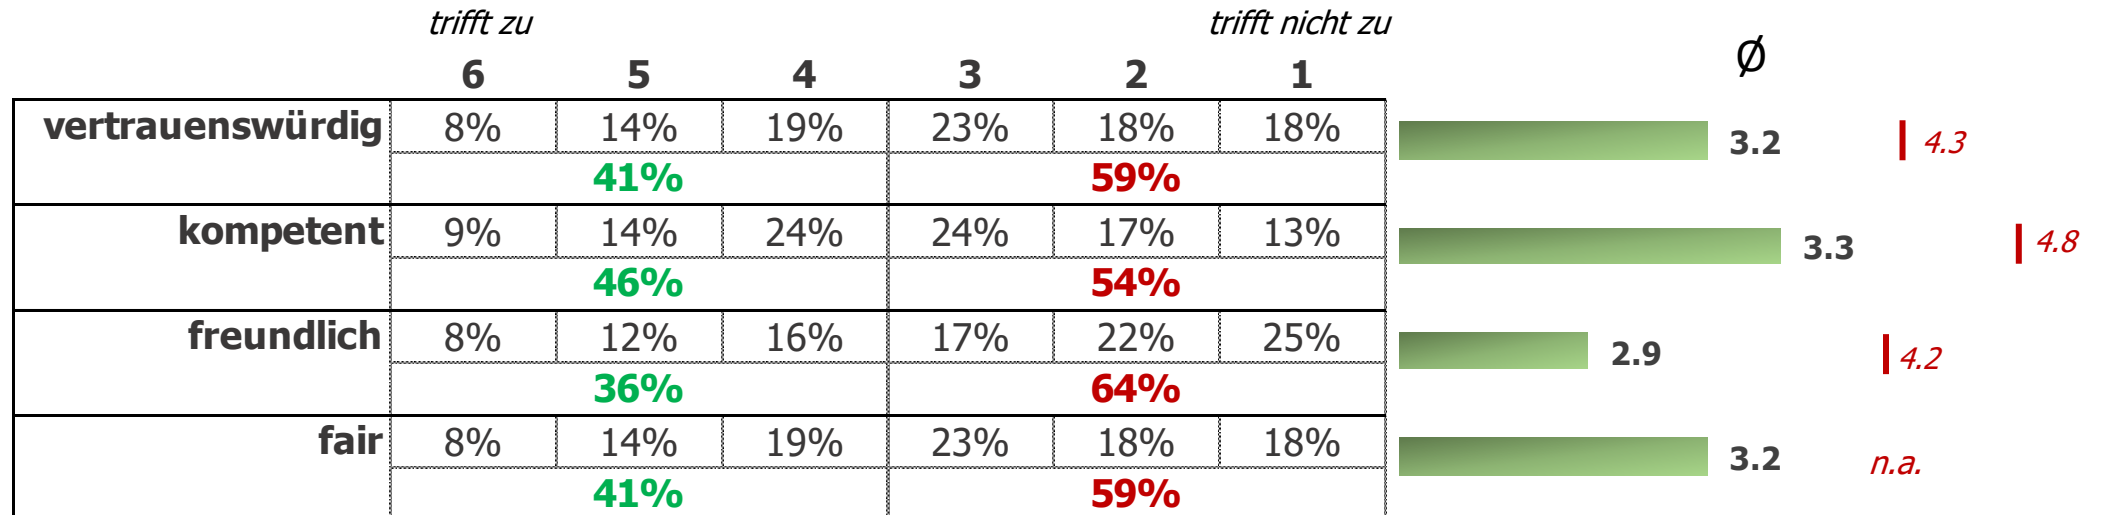 trifft zu trifft nicht zu
6 5 4 3 2 1 Ø
vertrauenswürdig 8% 14% 19% 23% 18% 18% 3.2 4.3
41% 59%
kompetent 9% 14% 24% 24% 17% 13% 3.3 4.8
46% 54%
freundlich 8% 12% 16% 17% 22% 25% 2.9 4.2
36% 64%
fair 8% 14% 19% 23% 18% 18% 3.2 n.a.
41% 59%